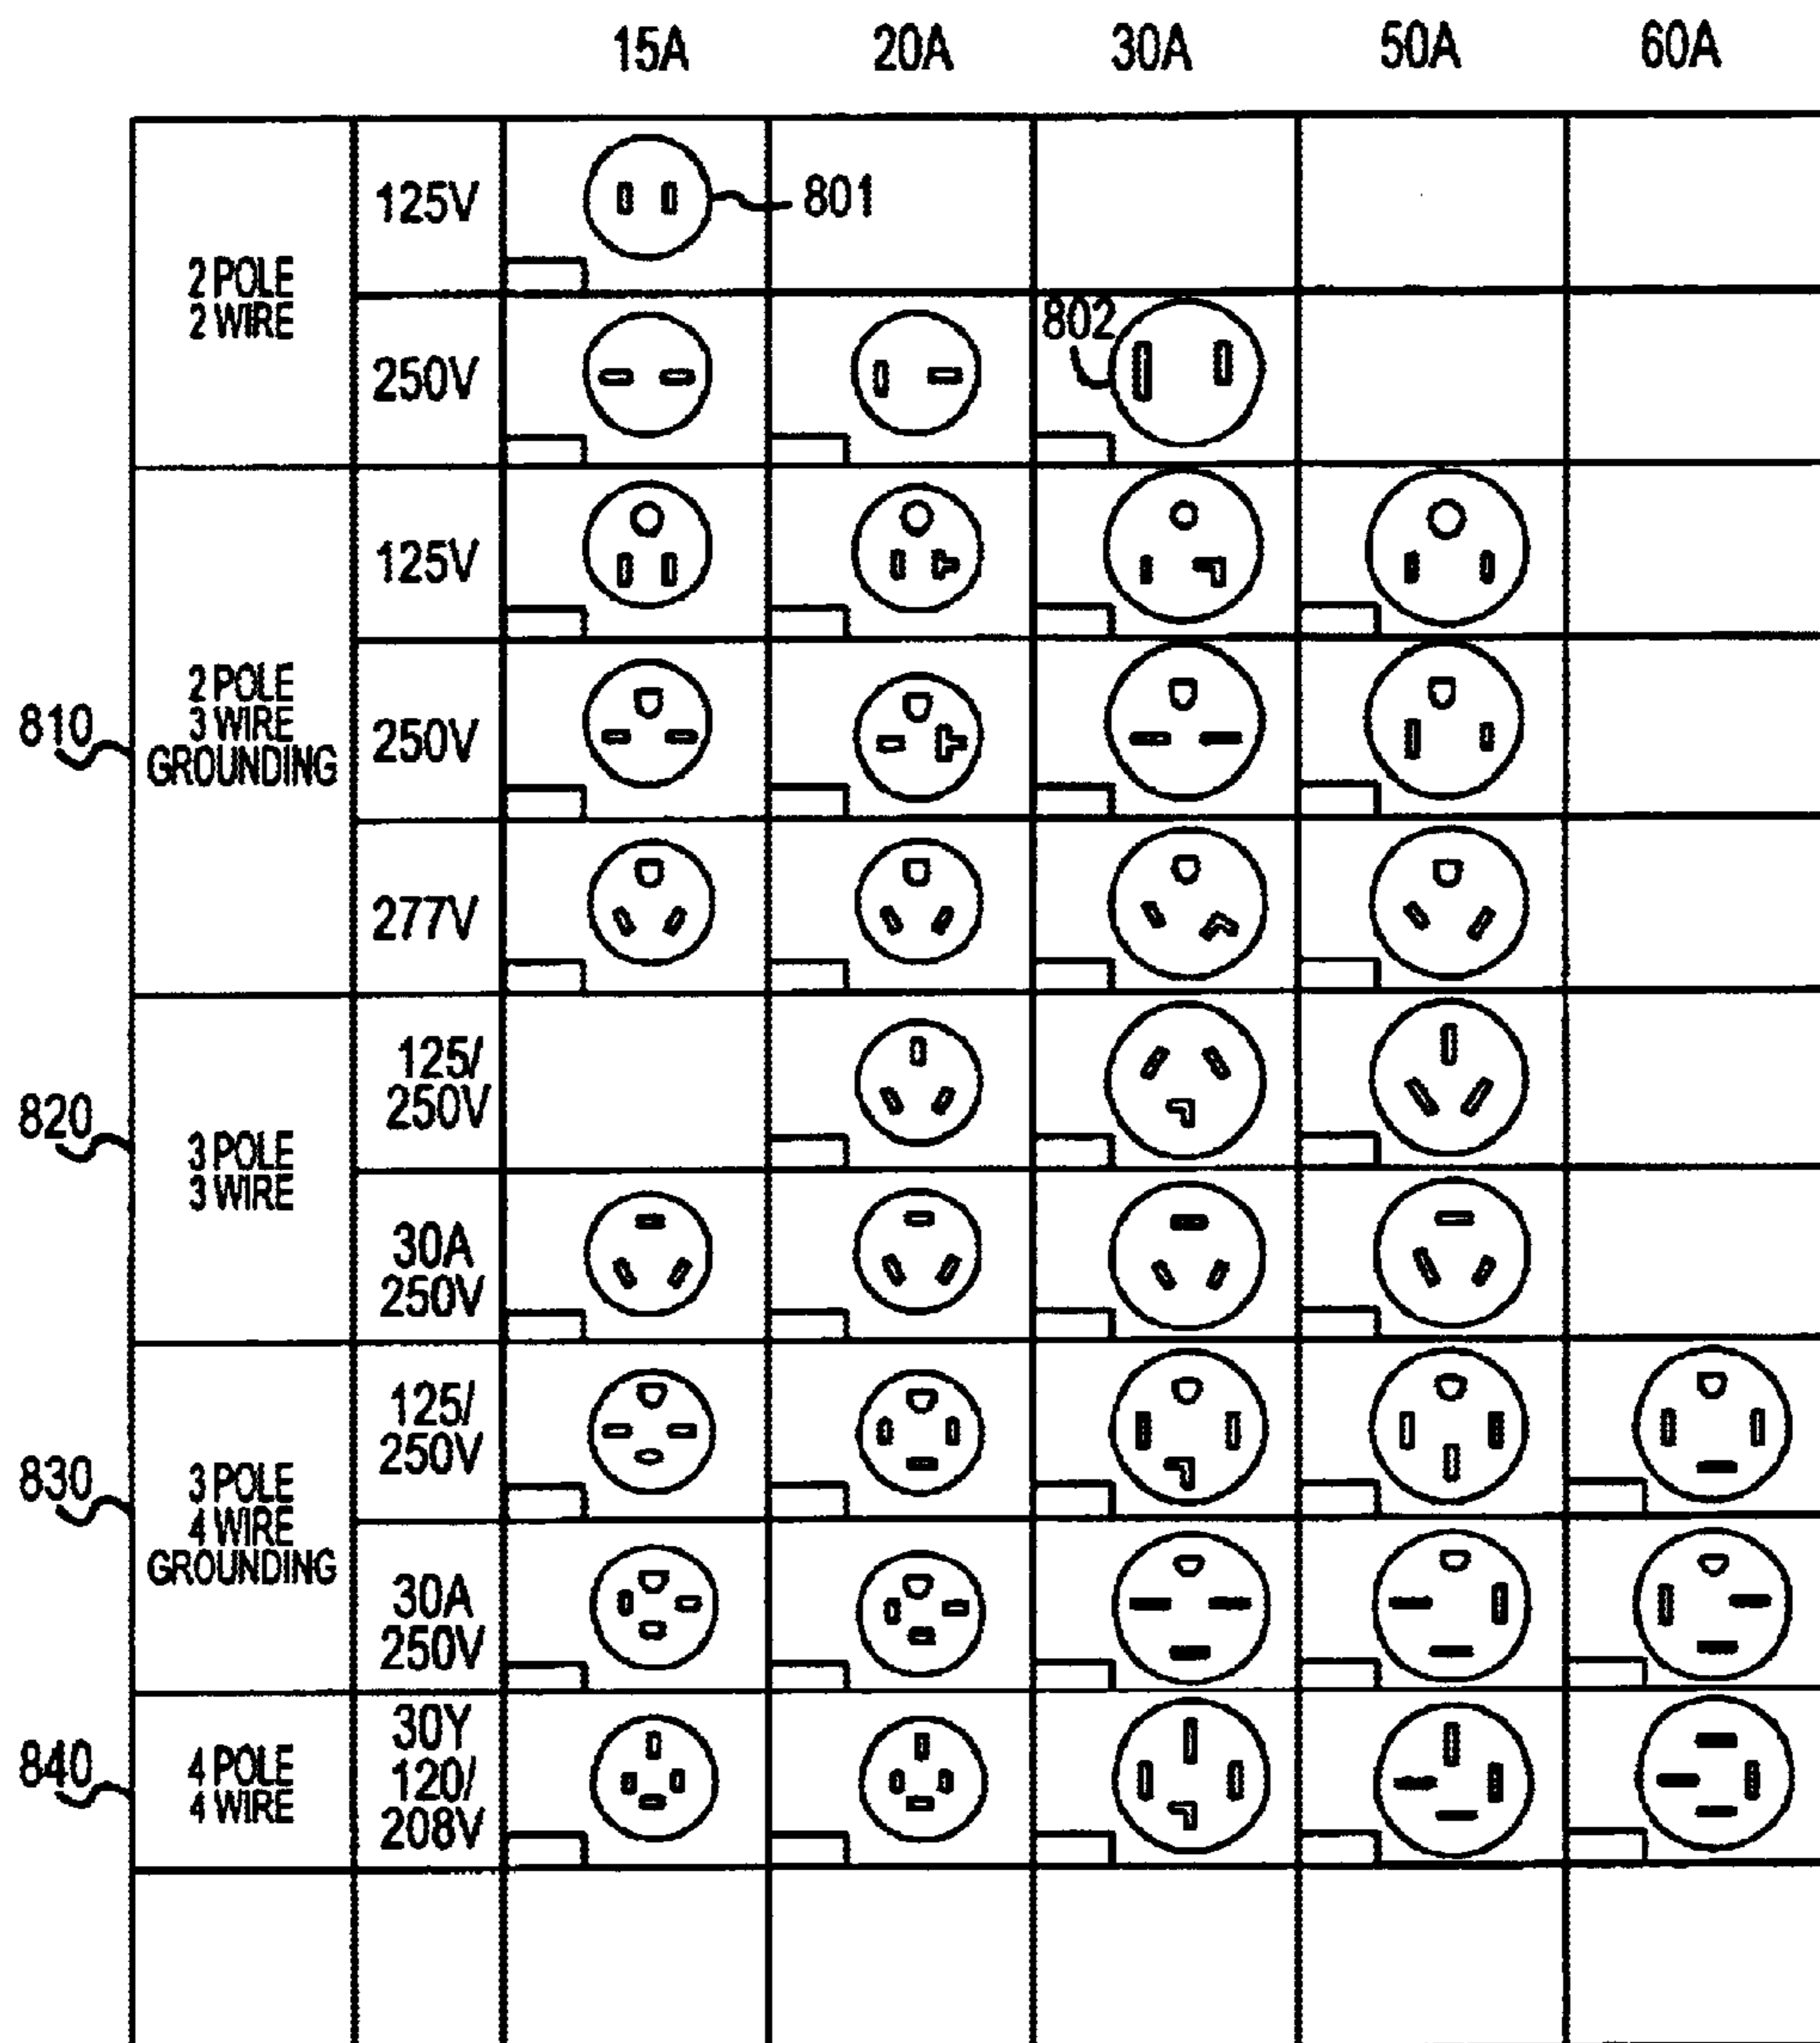 15A 20A 30A 50A 60A
2 POLE
2 WIRE
125V
801
250V
802
810
2 POLE
3 WIRE
GROUNDING
125V
250V
277V
820
3 POLE
3 WIRE
125/
250V
30A
250V
830
3 POLE
4 WIRE
GROUNDING
125/
250V
30A
250V
840
4 POLE
4 WIRE
30Y
120/
208V